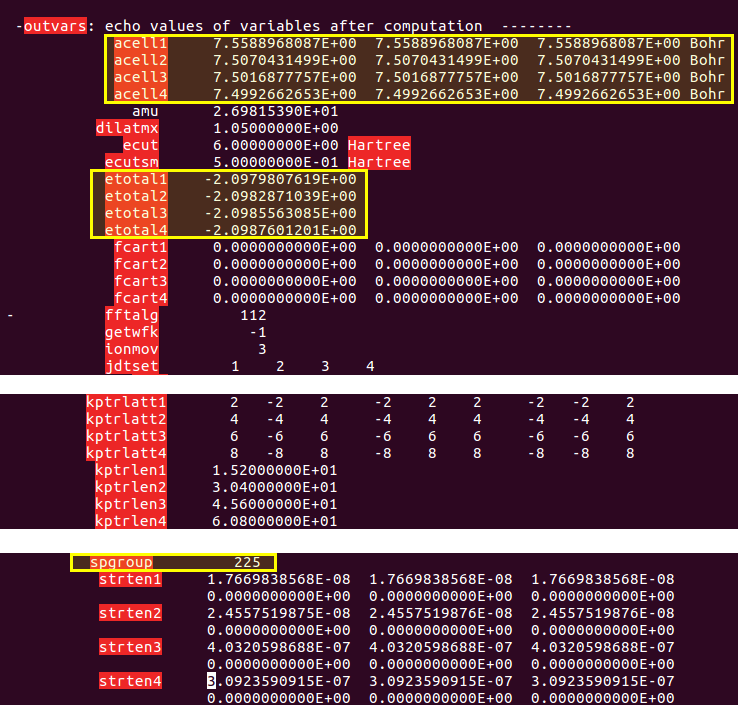 -outvars: echo values of variables after computation  --------
acell1 7.5588968087E+00 7.5588968087E+00 7.5588968087E+00 Bohr
acell2 7.5070431499E+00 7.5070431499E+00 7.5070431499E+00 Bohr
acell3 7.5016877757E+00 7.5016877757E+00 7.5016877757E+00 Bohr
acell4 7.4992662653E+00 7.4992662653E+00 7.4992662653E+00 Bohr
amu 2.69815390E+01
dilatmx 1.05000000E+00
ecut 6.00000000E+00 Hartree
ecutsm 5.00000000E-01 Hartree
etotal1 -2.0979807619E+00
etotal2 -2.0982871039E+00
etotal3 -2.0985563085E+00
etotal4 -2.0987601201E+00
fcart1 0.0000000000E+00 0.0000000000E+00 0.0000000000E+00
fcart2 0.0000000000E+00 0.0000000000E+00 0.0000000000E+00
fcart3 0.0000000000E+00 0.0000000000E+00 0.0000000000E+00
fcart4 0.0000000000E+00 0.0000000000E+00 0.0000000000E+00
- fftalg 112
getwfk -1
ionmov 3
jdtset 1 2 3 4
kptrlatt1 2 -2 2 -2 2 2 -2 -2 2
kptrlatt2 4 -4 4 -4 4 4 -4 -4 4
kptrlatt3 6 -6 6 -6 6 6 -6 -6 6
kptrlatt4 8 -8 8 -8 8 8 -8 -8 8
kptrlen1 1.52000000E+01
kptrlen2 3.04000000E+01
kptrlen3 4.56000000E+01
kptrlen4 6.08000000E+01
spgroup 225
strten1 1.7669838568E-08 1.7669838568E-08 1.7669838568E-08
0.0000000000E+00 0.0000000000E+00 0.0000000000E+00
strten2 2.4557519875E-08 2.4557519876E-08 2.4557519876E-08
0.0000000000E+00 0.0000000000E+00 0.0000000000E+00
strten3 4.0320598688E-07 4.0320598688E-07 4.0320598688E-07
0.0000000000E+00 0.0000000000E+00 0.0000000000E+00
strten4 3.0923590915E-07 3.0923590915E-07 3.0923590915E-07
0.0000000000E+00 0.0000000000E+00 0.0000000000E+00